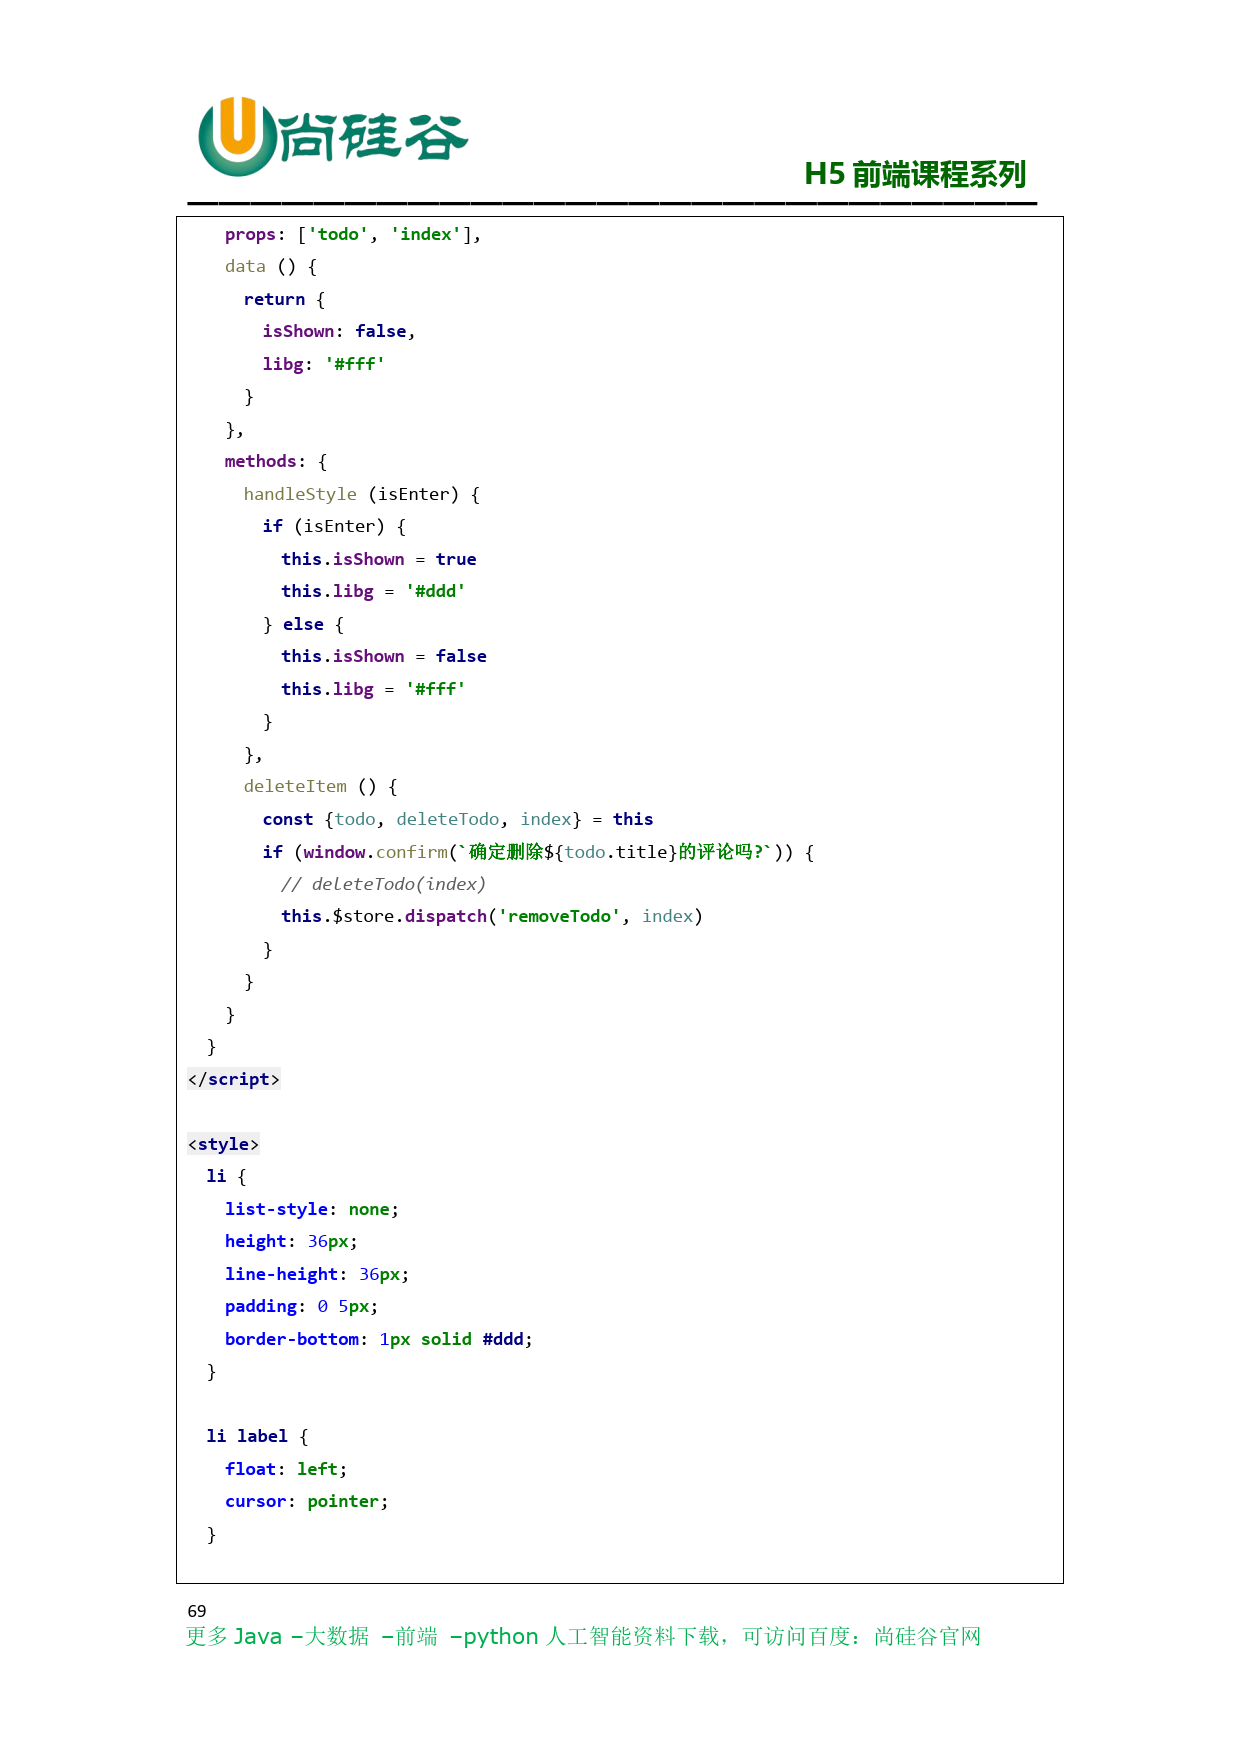 尚硅谷
H5 前端课程系列
props: ['todo', 'index'],
data () {
return {
isShown: false,
libg: '#fff'
}
},
methods: {
handleStyle (isEnter) {
if (isEnter) {
this.isShown = true
this.libg = '#ddd'
} else {
this.isShown = false
this.libg = '#fff'
}
},
deleteItem () {
const {todo, deleteTodo, index} = this
if (window.confirm(`确定删除${todo.title}的评论吗?`)) {
// deleteTodo(index)
this.$store.dispatch('removeTodo', index)
}
}
}
}
</script>
<style>
li {
list-style: none;
height: 36px;
line-height: 36px;
padding: 0 5px;
border-bottom: 1px solid #ddd;
}
li label {
float: left;
cursor: pointer;
}
69
更多 Java –大数据 –前端 –python 人工智能资料下载，可访问百度：尚硅谷官网